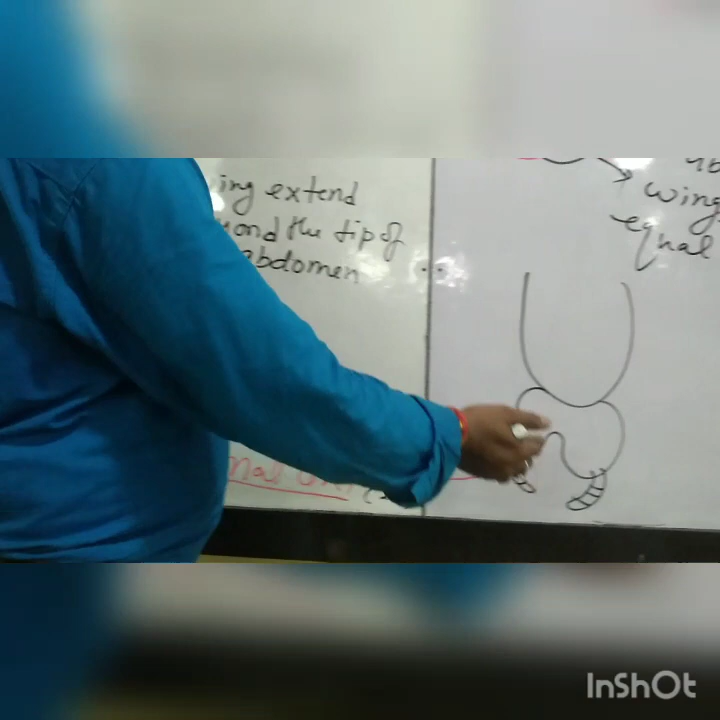 ing extend
yond the tip of
abdomen
wing
equal
InShOt